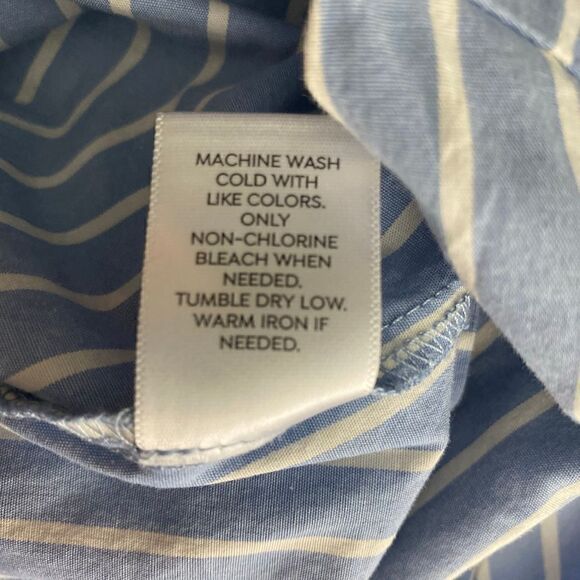 MACHINE WASH
COLD WITH
LIKE COLORS.
ONLY
NON-CHLORINE
BLEACH WHEN
NEEDED.
TUMBLE DRY LOW.
WARM IRON IF
NEEDED.